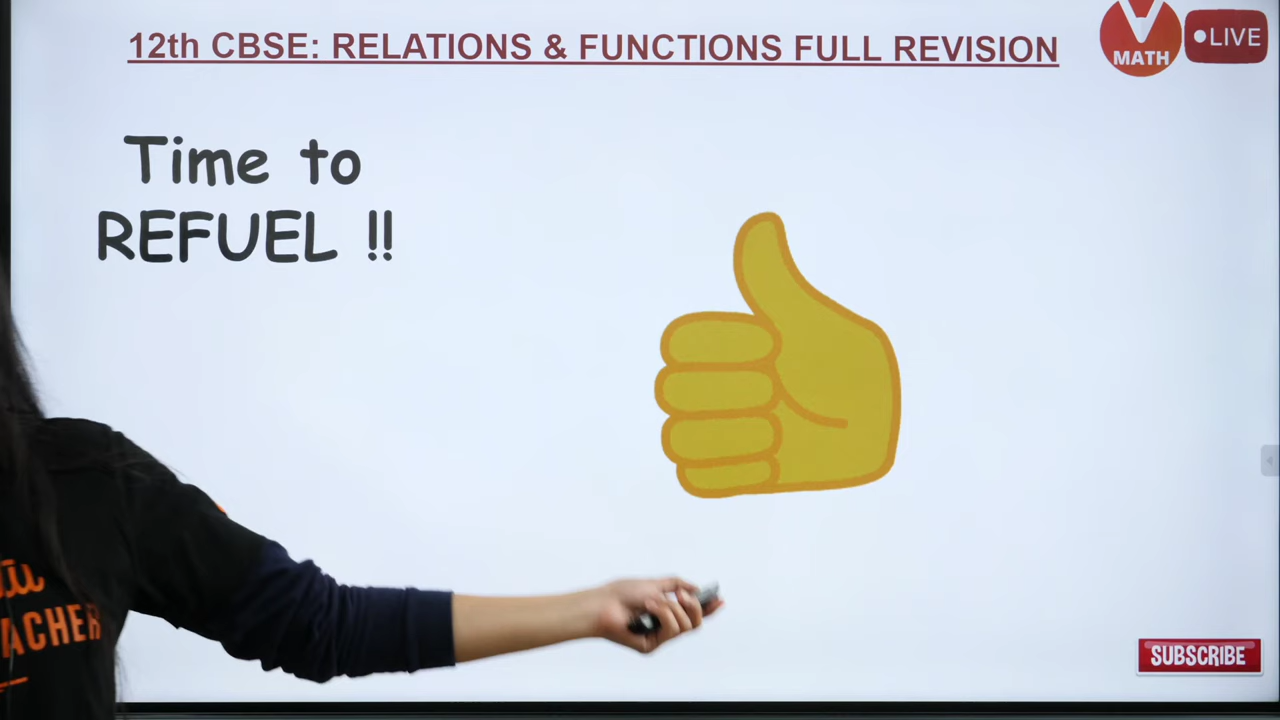 12th CBSE: RELATIONS & FUNCTIONS FULL REVISION
V
MATH
LIVE
Time to
REFUEL !!
SUBSCRIBE